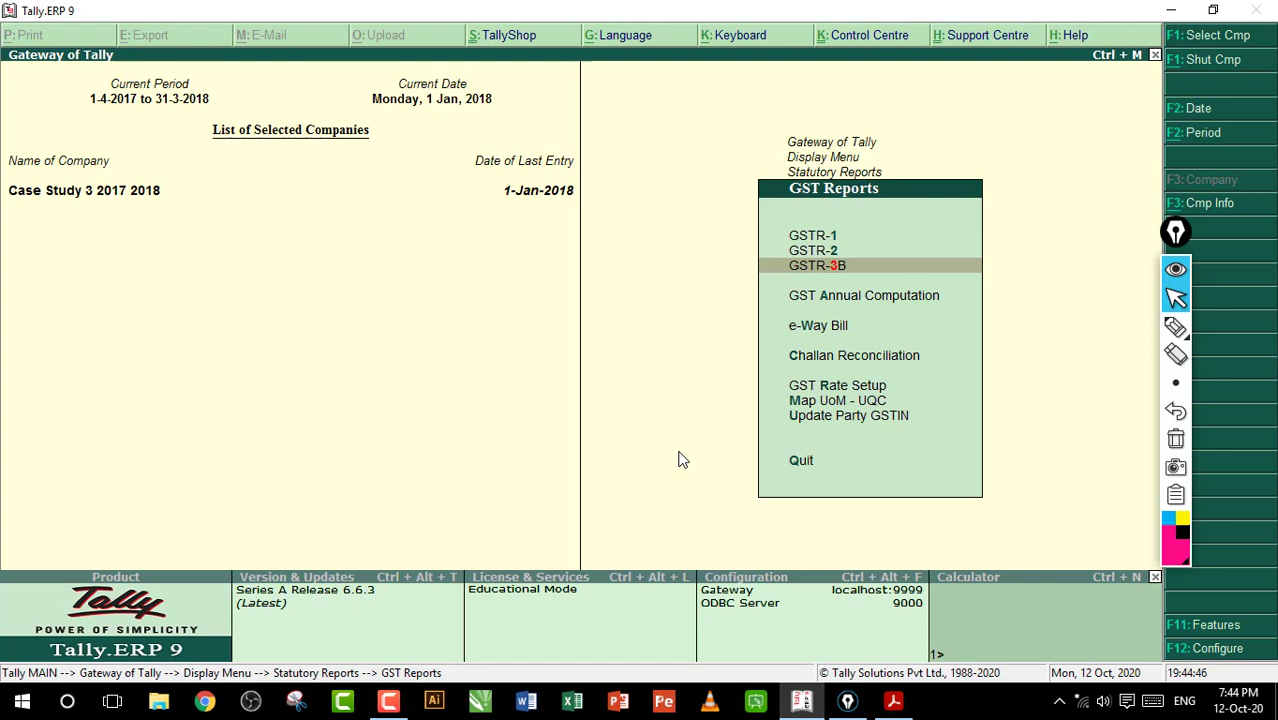 Tally.ERP 9
P: Print
E: Export
M: E-Mail
O: Upload
S: TallyShop
G: Language
K: Keyboard
K: Control Centre
H: Support Centre
H: Help
Gateway of Tally
Ctrl + M
Current Period
1-4-2017 to 31-3-2018
Current Date
Monday, 1 Jan, 2018
List of Selected Companies
Name of Company
Date of Last Entry
Case Study 3 2017 2018
1-Jan-2018
Gateway of Tally
Display Menu
Statutory Reports
GST Reports
GSTR-1
GSTR-2
GSTR-3B
GST Annual Computation
e-Way Bill
Challan Reconciliation
GST Rate Setup
Map UoM - UQC
Update Party GSTIN
Quit
F1: Select Cmp
F1: Shut Cmp
F2: Date
F2: Period
F3: Company
F3: Cmp Info
F11: Features
F12: Configure
Product
Tally
POWER OF SIMPLICITY
Tally.ERP 9
Version & Updates Ctrl + Alt + T
Series A Release 6.6.3
(Latest)
License & Services Ctrl + Alt + L
Educational Mode
Configuration Ctrl + Alt + F
Gateway localhost:9999
ODBC Server 9000
Calculator Ctrl + N
1>
Tally MAIN --> Gateway of Tally --> Display Menu --> Statutory Reports --> GST Reports
© Tally Solutions Pvt Ltd., 1988-2020
Mon, 12 Oct, 2020
19:44:46
Ai
Pe
ENG
7:44 PM
12-Oct-20